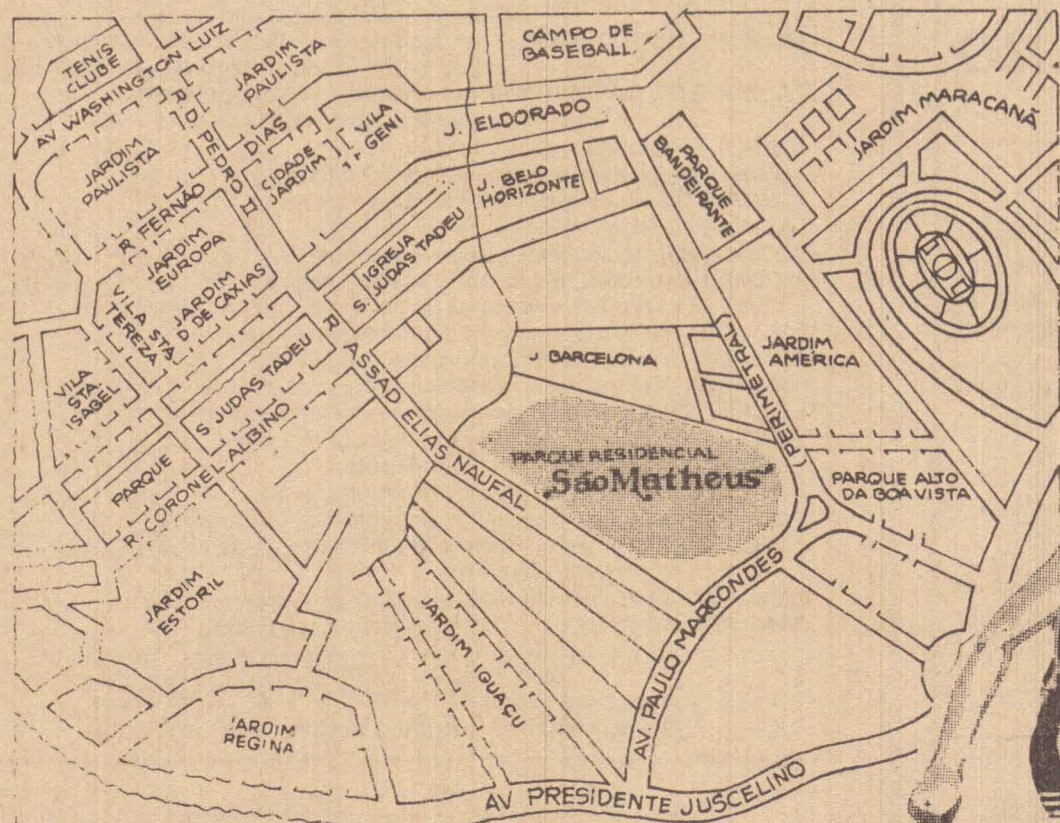 TENIS
CLUBE
AV WASHINGTON LUIZ
JARDIM
PAULISTA
CAMPO DE
BASEBALL
R. D. PEDRO II
DIAS
CIDADE
JARDIM
VILA
GENI
J. ELDORADO
JARDIM MARACANÃ
JARDIM
PAULISTA
R. FERNÃO
J. BELO
HORIZONTE
PARQUE
BANDEIRANTE
JARDIM
EUROPA
IGREJA
S. JUDAS TADEU
JARDIM
D DE CAXIAS
VILA STA
TEREZA
R ASSAD ELIAS NAUFAL
VILA
STA.
ISABEL
S JUDAS TADEU
J BARCELONA
JARDIM
AMERICA
(PERIMETRAL)
PARQUE
R. CORONEL ALBINO
PARQUE RESIDENCIAL
São Matheus
PARQUE ALTO
DA BOA VISTA
JARDIM
ESTORIL
JARDIM IGUAÇU
AV. PAULO MARCONDES
JARDIM
REGINA
AV PRESIDENTE JUSCELINO